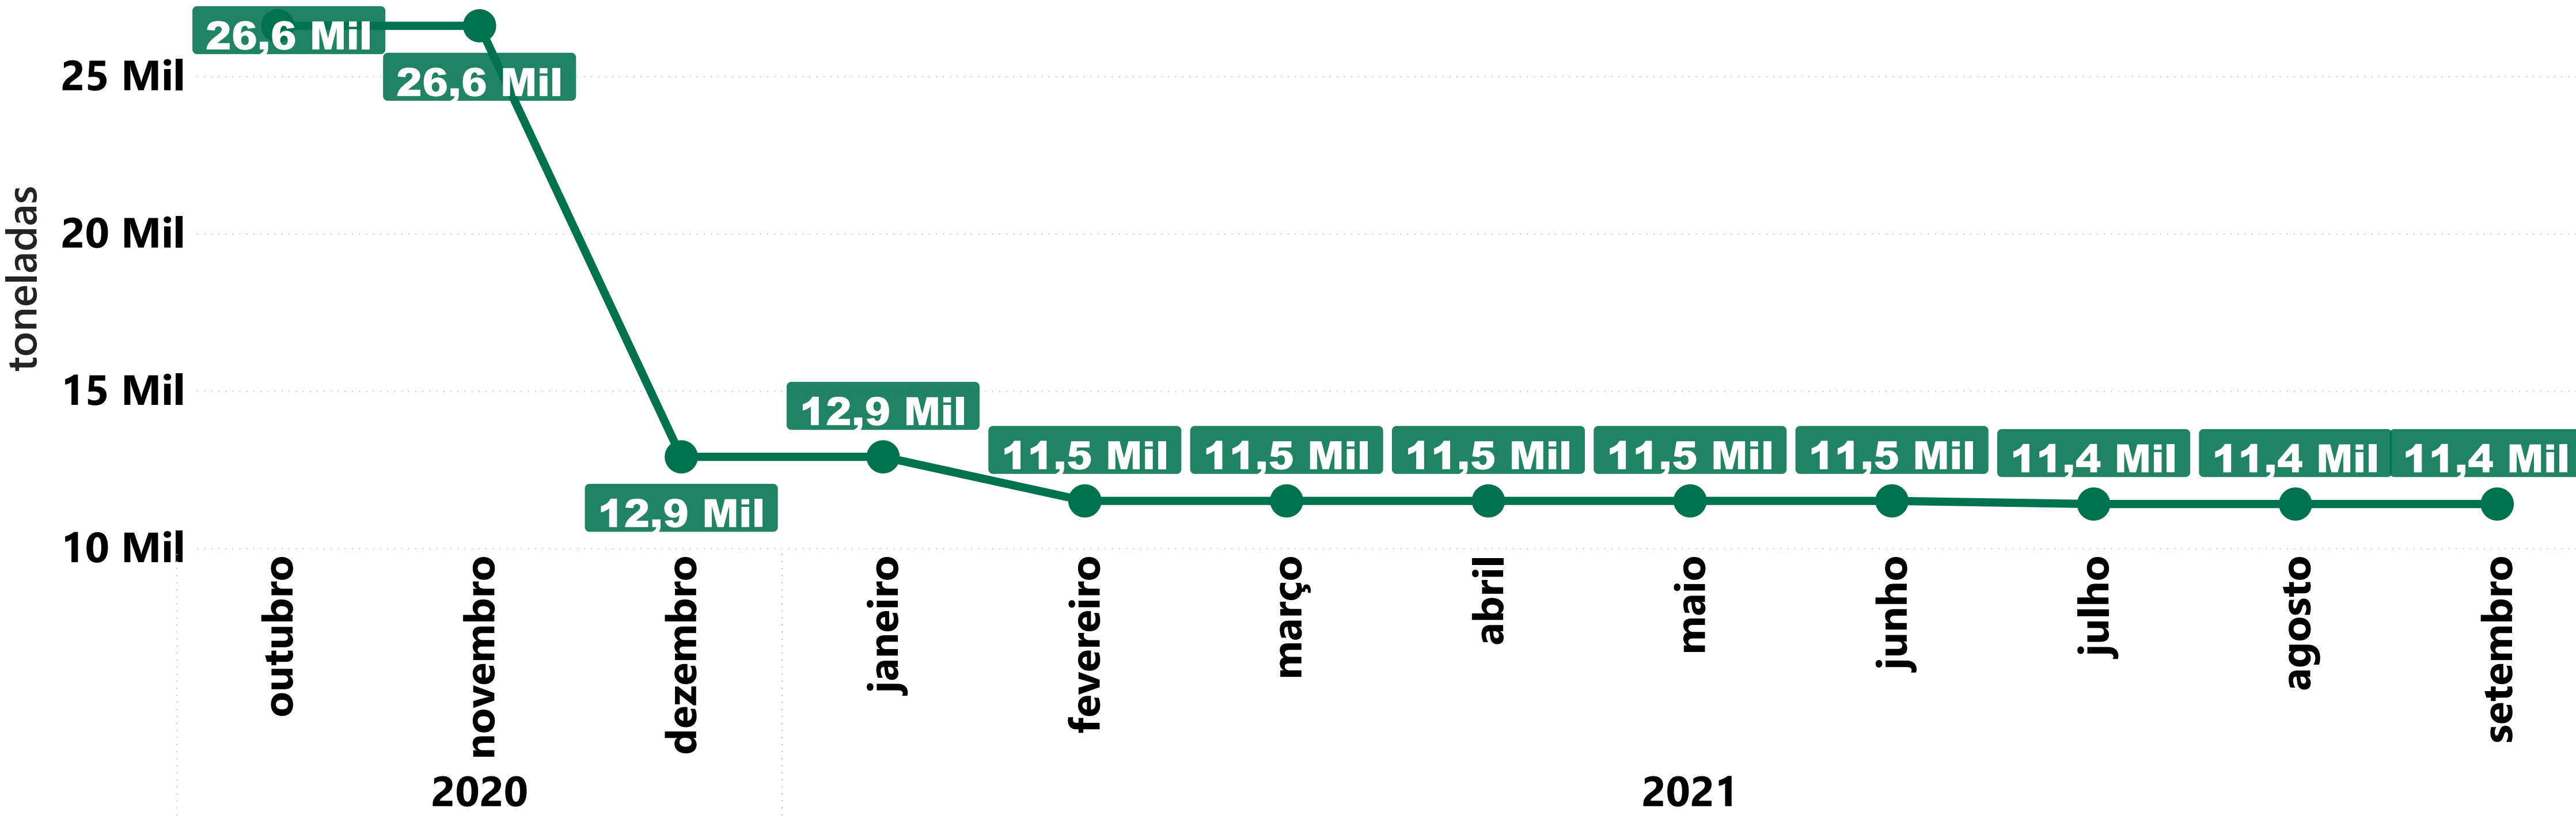 toneladas
25 Mil
20 Mil
15 Mil
10 Mil
26,6 Mil
26,6 Mil
12,9 Mil
12,9 Mil
11,5 Mil
11,5 Mil
11,5 Mil
11,5 Mil
11,5 Mil
11,4 Mil
11,4 Mil
11,4 Mil
outubro
novembro
dezembro
janeiro
fevereiro
março
abril
maio
junho
julho
agosto
setembro
2020
2021